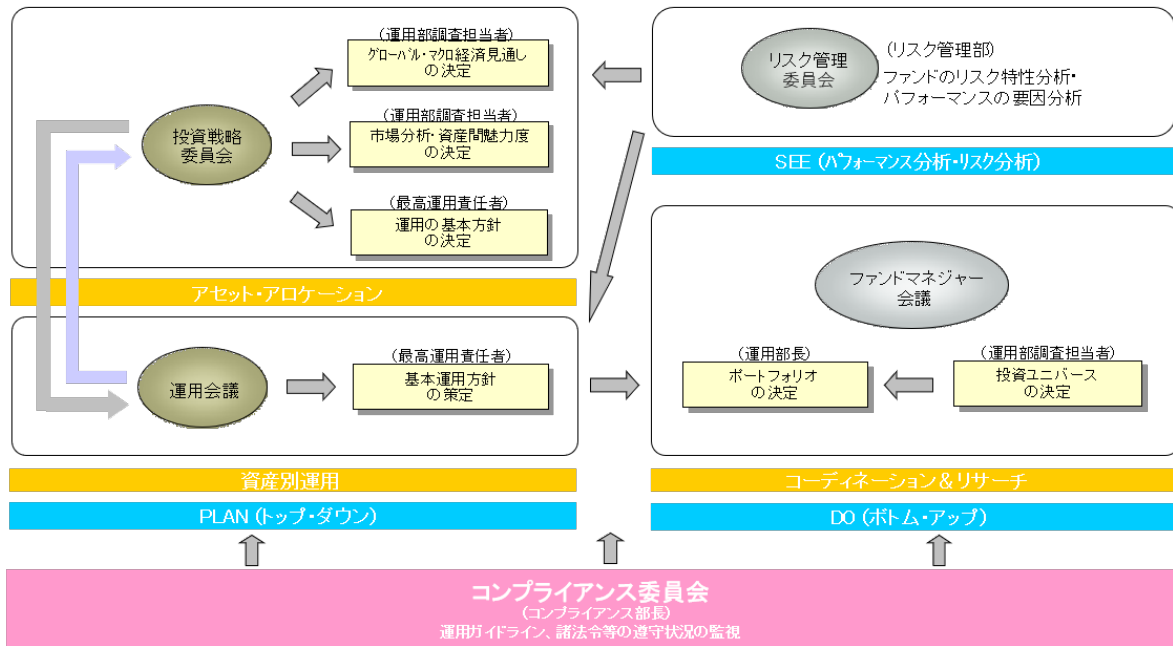 (運用部調査担当者)
グローバル・マクロ経済見通し
の決定
投資戦略
委員会
(運用部調査担当者)
市場分析・資産間魅力度
の決定
(最高運用責任者)
運用の基本方針
の決定
アセット・アロケーション
リスク管理
委員会
(リスク管理部)
ファンドのリスク特性分析・
パフォーマンスの要因分析
SEE (パフォーマンス分析・リスク分析)
運用会議
(最高運用責任者)
基本運用方針
の策定
資産別運用
PLAN (トップ・ダウン)
ファンドマネジャー
会議
(運用部長)
ポートフォリオ
の決定
(運用部調査担当者)
投資ユニバース
の決定
コーディネーション&リサーチ
DO (ボトム・アップ)
コンプライアンス委員会
(コンプライアンス部長)
運用ガイドライン、諸法令等の遵守状況の監視